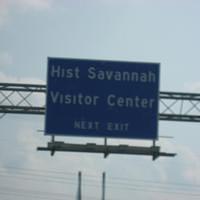 Hist Savannah
Visitor Center
NEXT EXIT